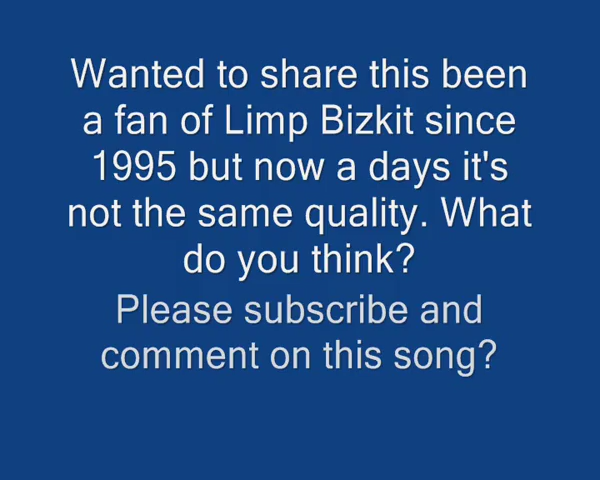 Wanted to share this been
a fan of Limp Bizkit since
1995 but now a days it's
not the same quality. What
do you think?
Please subscribe and
comment on this song?